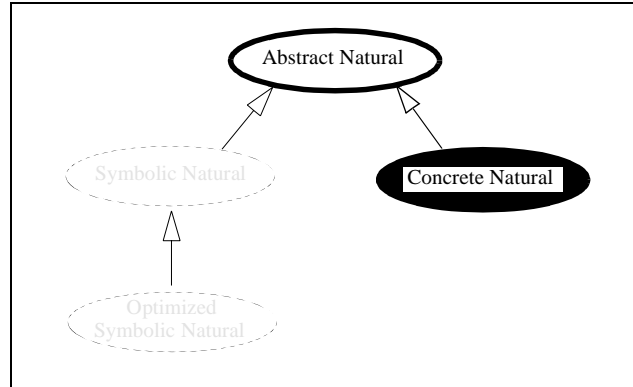 Abstract Natural
Symbolic Natural
Concrete Natural
Optimized
Symbolic Natural